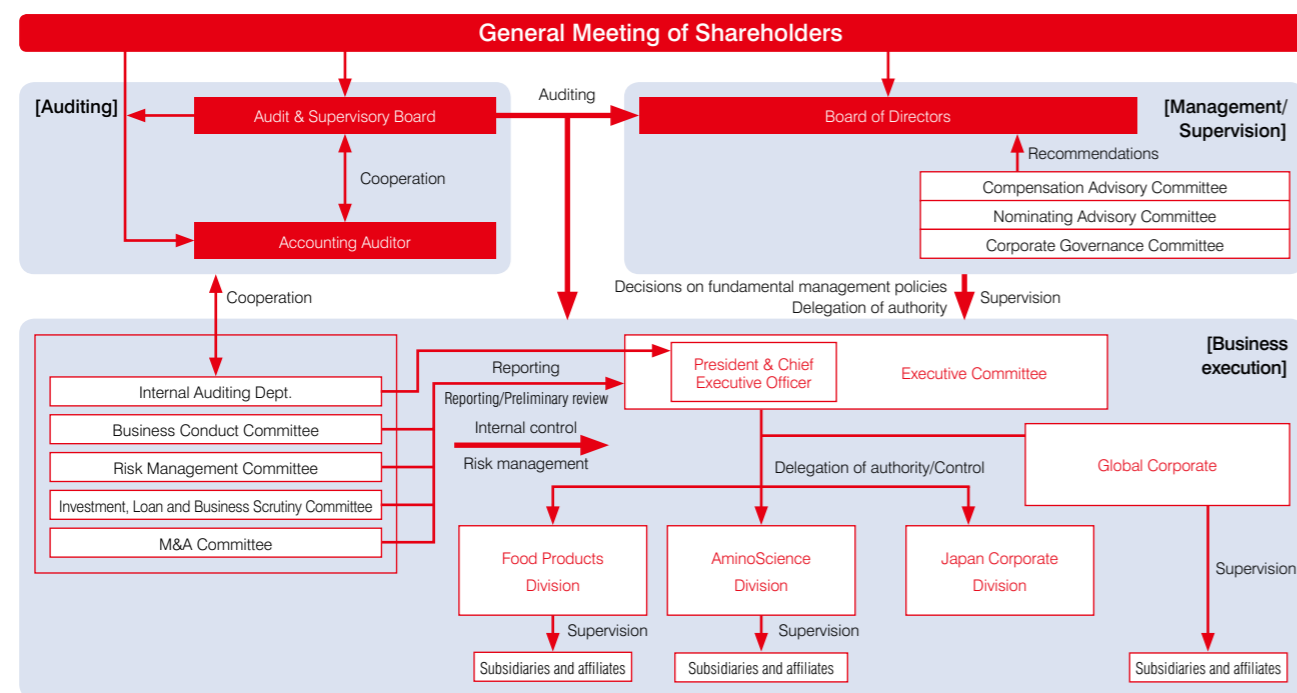 General Meeting of Shareholders
[Auditing]
Audit & Supervisory Board
Cooperation
Accounting Auditor
Auditing
Board of Directors
[Management/
Supervision]
Recommendations
Compensation Advisory Committee
Nominating Advisory Committee
Corporate Governance Committee
Cooperation
Decisions on fundamental management policies
Delegation of authority
Supervision
[Business
execution]
Internal Auditing Dept.
Business Conduct Committee
Risk Management Committee
Investment, Loan and Business Scrutiny Committee
M&A Committee
Reporting
Reporting/Preliminary review
Internal control
Risk management
President & Chief
Executive Officer
Executive Committee
Global Corporate
Delegation of authority/Control
Food Products
Division
AminoScience
Division
Japan Corporate
Division
Supervision
Supervision
Supervision
Subsidiaries and affiliates
Subsidiaries and affiliates
Subsidiaries and affiliates